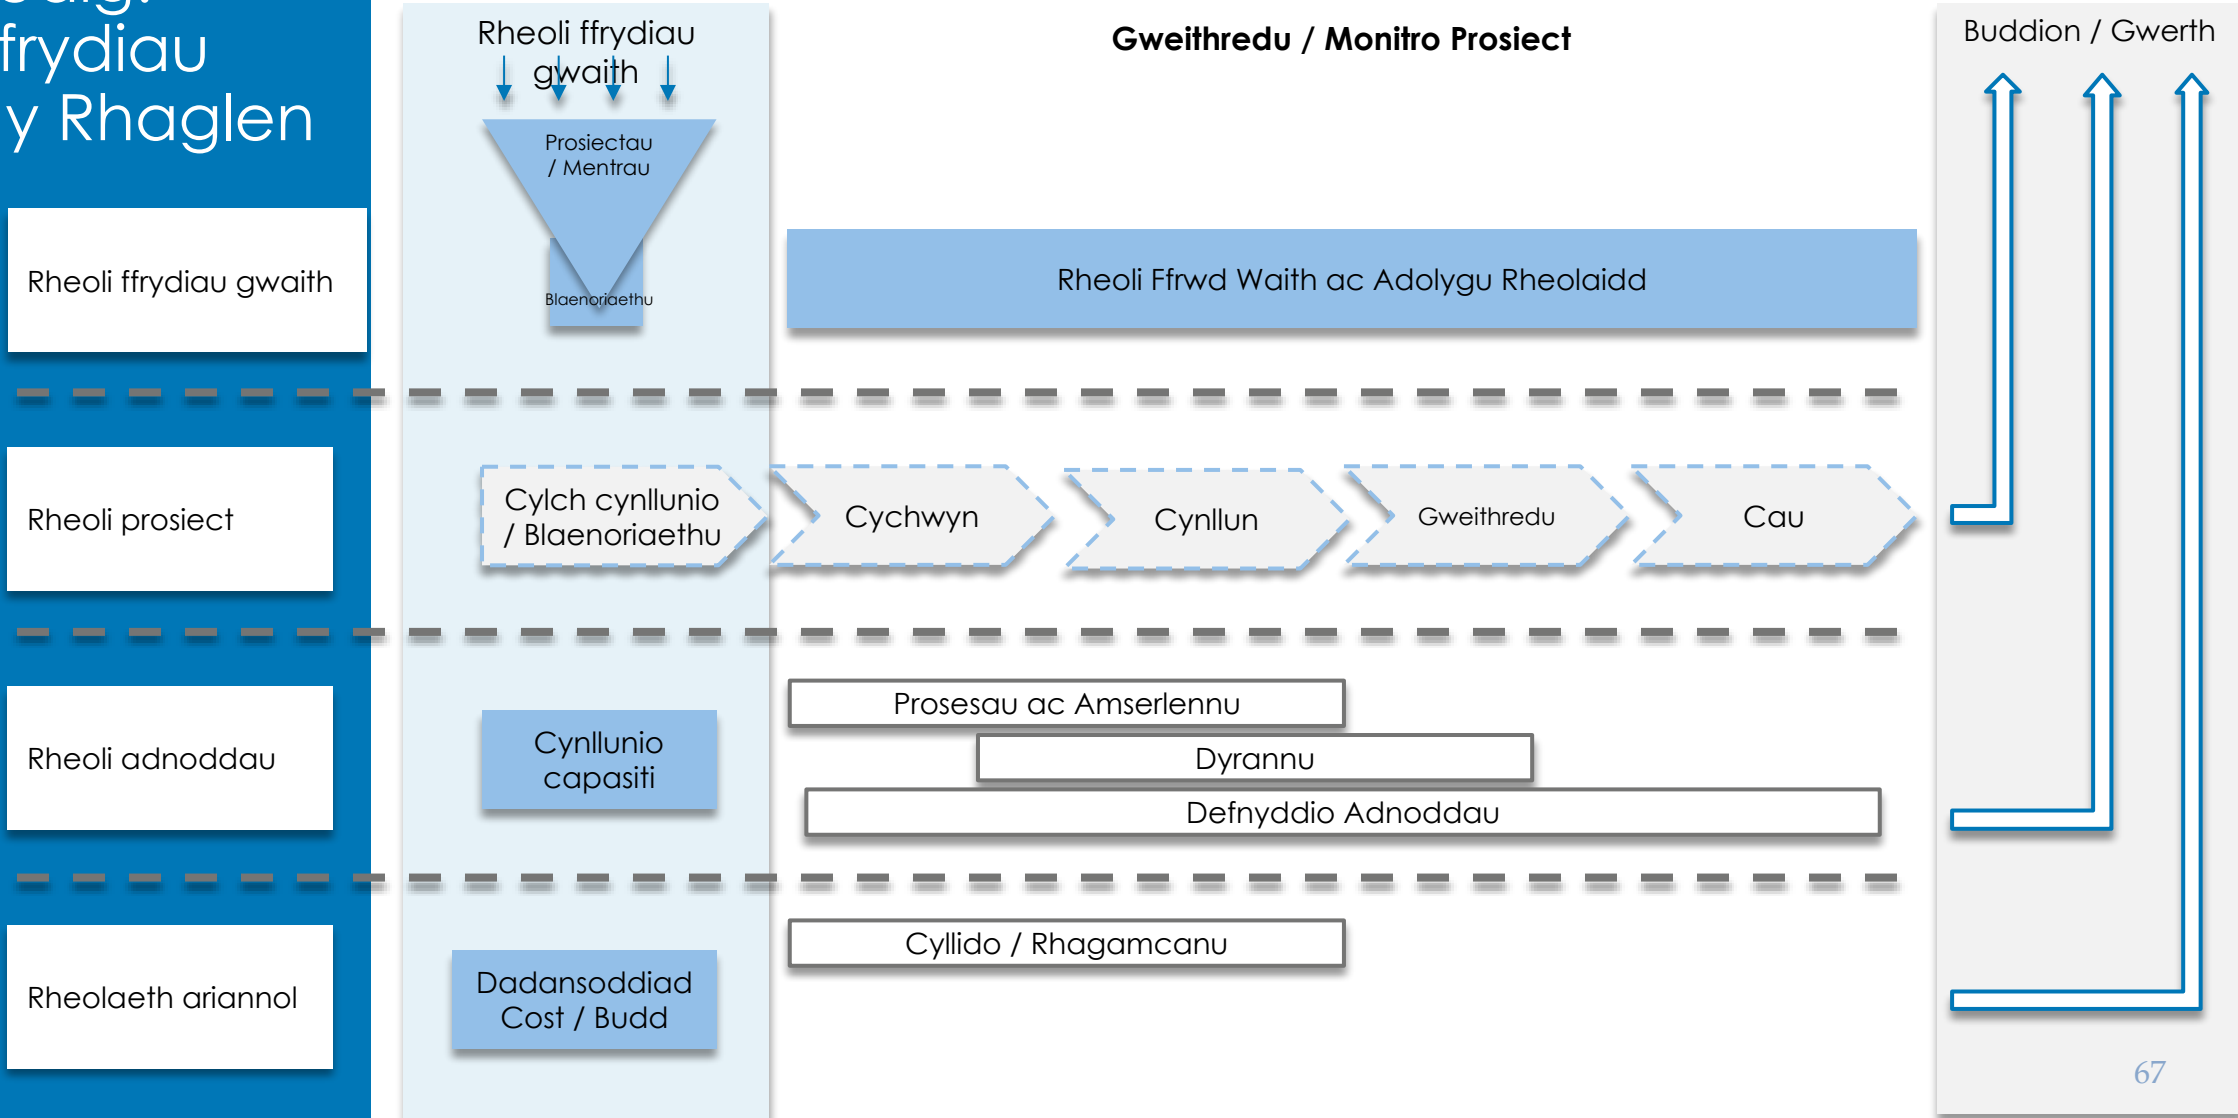 frydiau
y Rhaglen
Rheoli ffrydiau
gwaith
Gweithredu / Monitro Prosiect
Buddion / Gwerth
Prosiectau
/ Mentrau
Blaenoriaethu
Rheoli ffrydiau gwaith
Rheoli Ffrwd Waith ac Adolygu Rheolaidd
Rheoli prosiect
Cylch cynllunio
/ Blaenoriaethu
Cychwyn
Cynllun
Gweithredu
Cau
Rheoli adnoddau
Cynllunio
capasiti
Prosesau ac Amserlennu
Dyrannu
Defnyddio Adnoddau
Rheolaeth ariannol
Dadansoddiad
Cost / Budd
Cyllido / Rhagamcanu
67